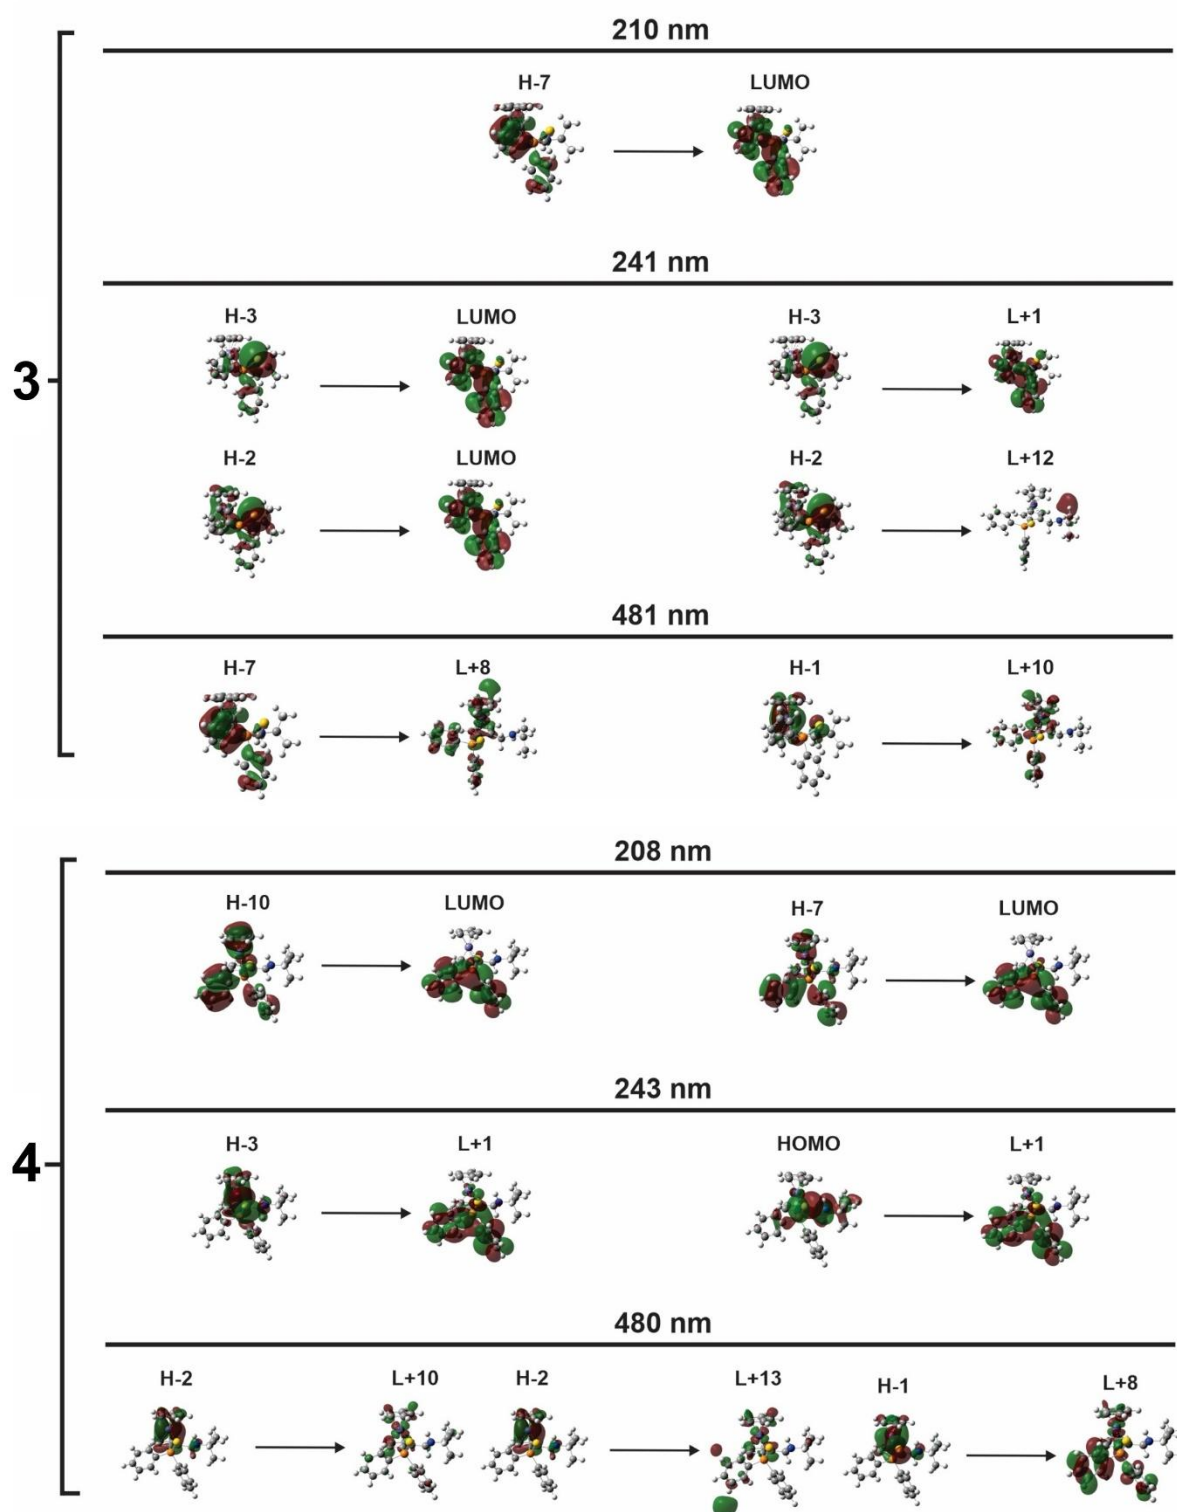 3
210 nm
H-7 LUMO
241 nm
H-3 LUMO H-3 L+1
H-2 LUMO H-2 L+12
481 nm
H-7 L+8 H-1 L+10
4
208 nm
H-10 LUMO H-7 LUMO
243 nm
H-3 L+1 HOMO L+1
480 nm
H-2 L+10 H-2 L+13 H-1 L+8